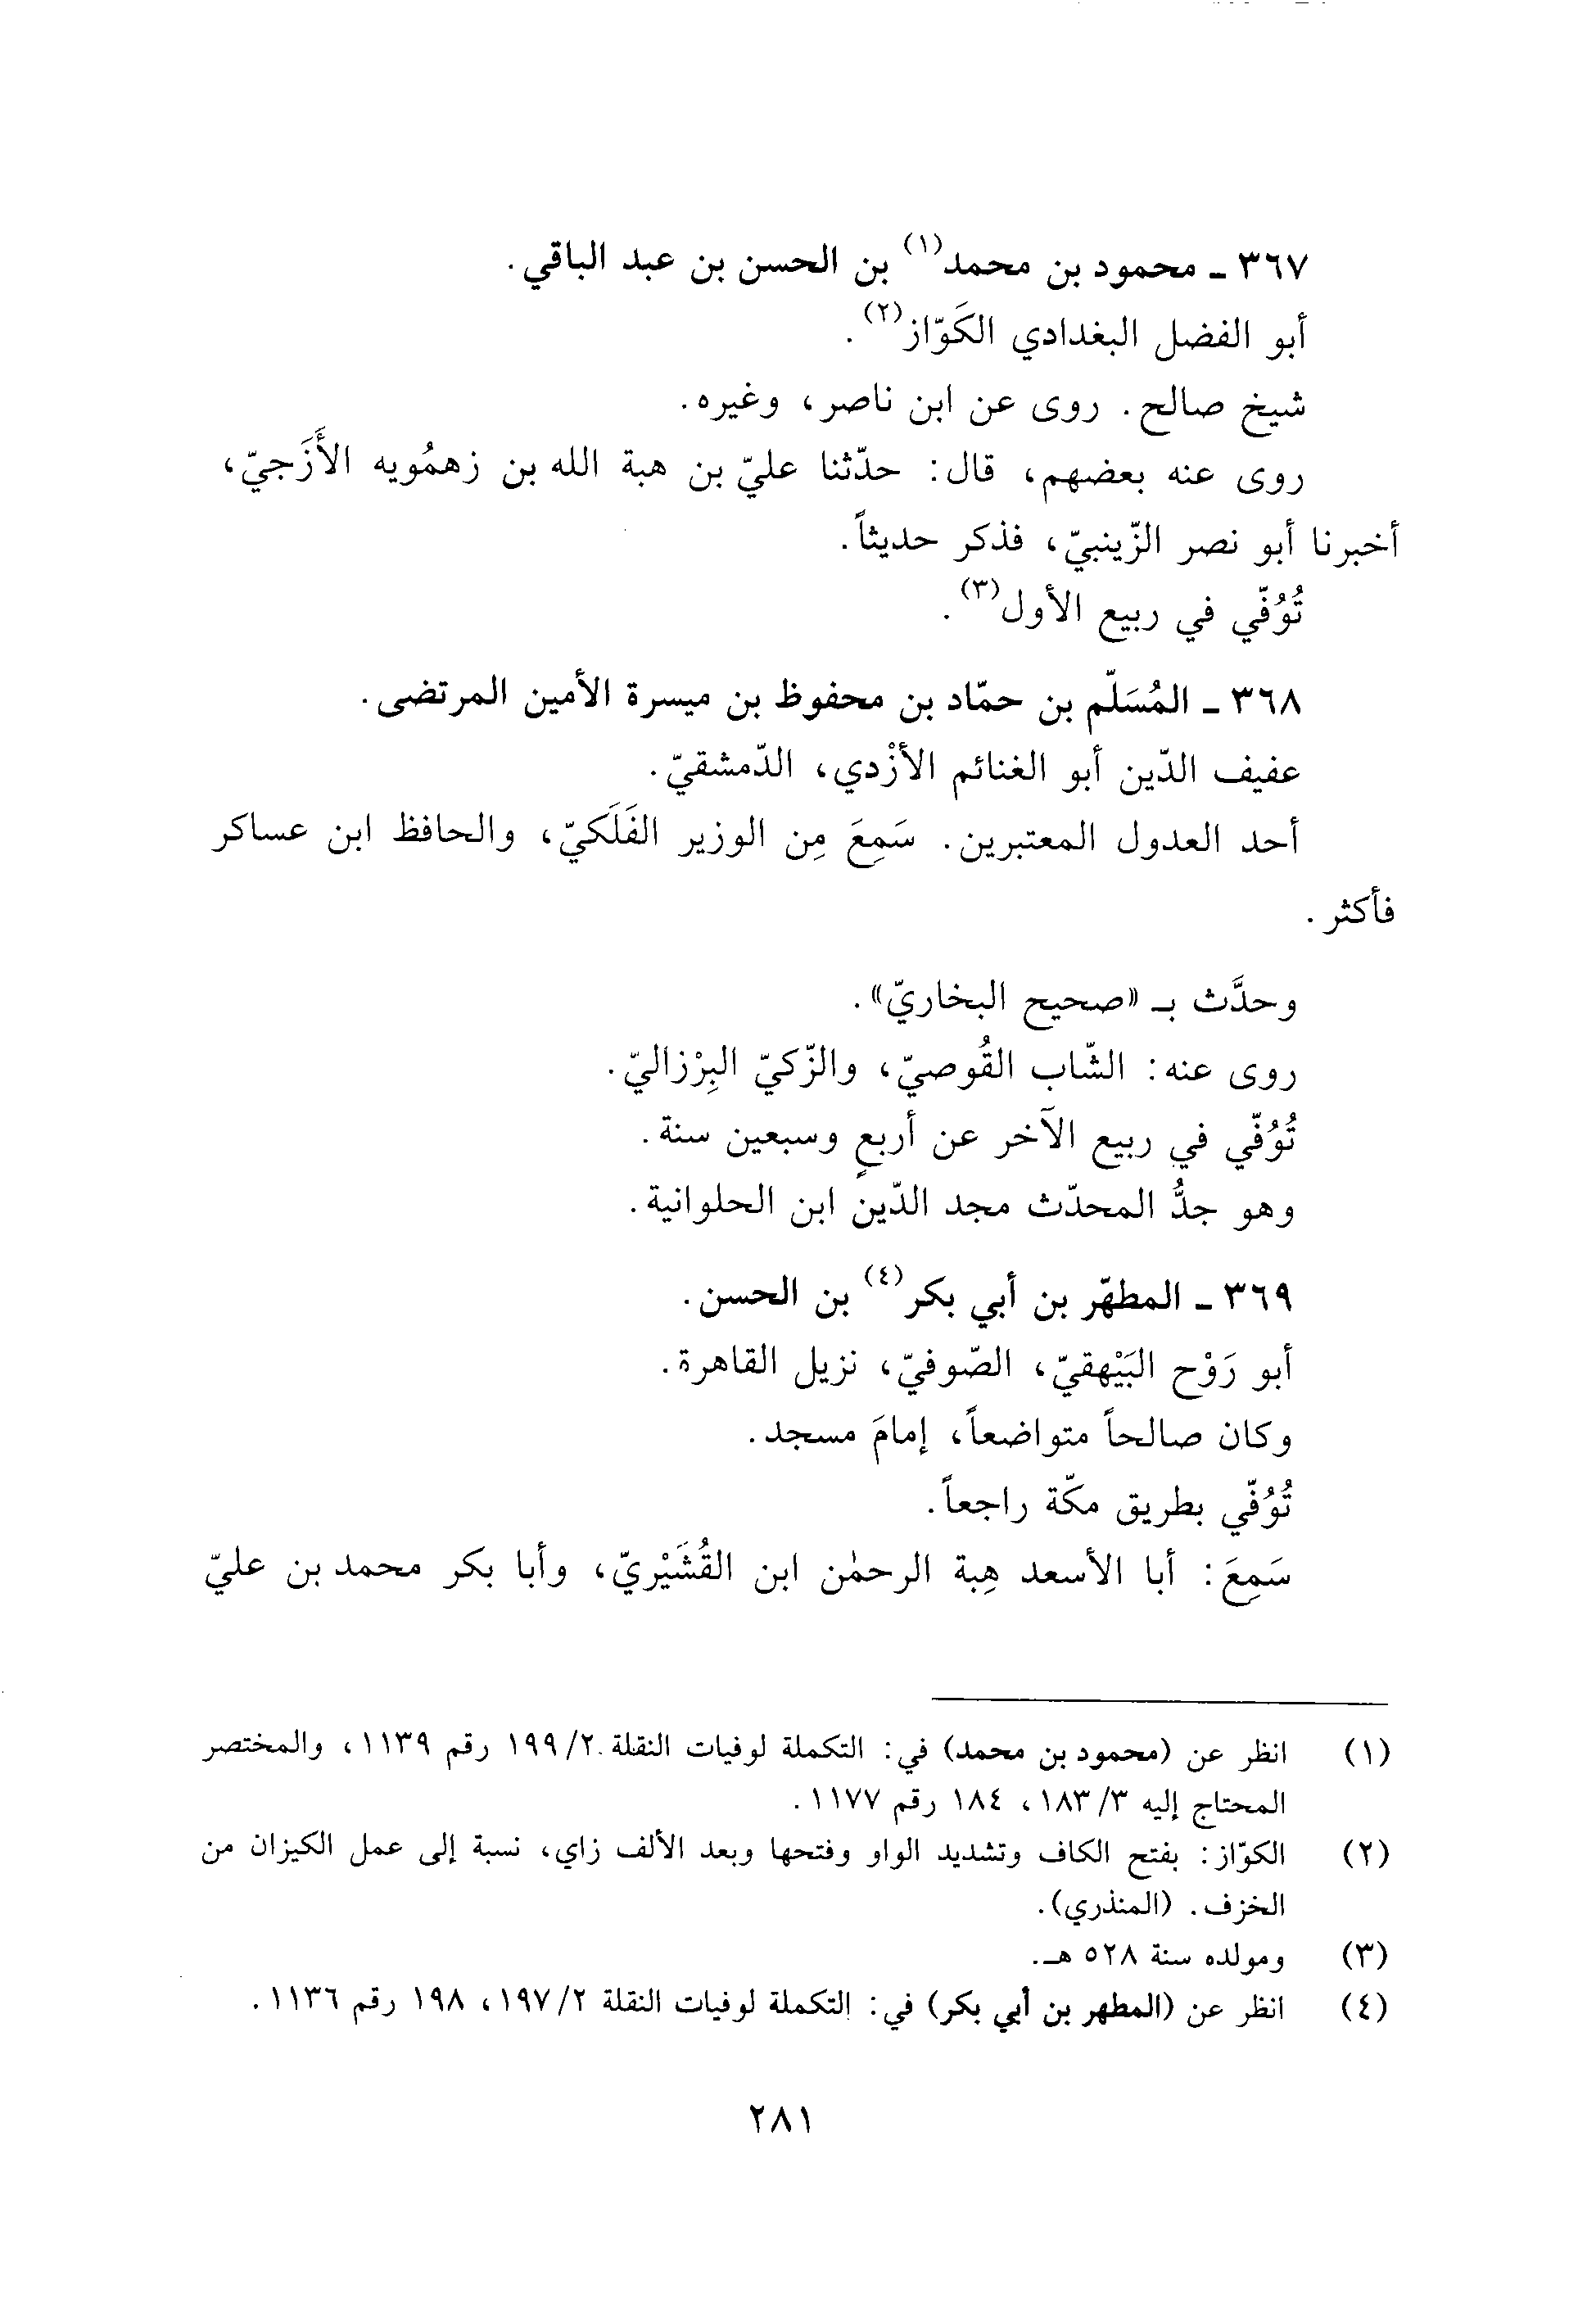 ٣٦٧ ـ محمود بن محمد(١) بن الحسن بن عبد الباقي.
أبو الفضل البغدادي الكَوّاز(٢).
شيخ صالح. روى عن ابن ناصر، وغيره.
روى عنه بعضهم، قال: حدّثنا عليّ بن هبة الله بن زهمُويه الأَزَجيّ،
أخبرنا أبو نصر الزّينبيّ، فذكر حديثاً.
تُوُفّي في ربيع الأول(٣).
٣٦٨ ـ المُسَلّم بن حمّاد بن محفوظ بن ميسرة الأمين المرتضى.
عفيف الدّين أبو الغنائم الأزْدي، الدّمشقيّ.
أحد العدول المعتبرين. سَمِعَ مِن الوزير الفَلَكيّ، والحافظ ابن عساكر
فأكثر.
وحدَّث بـ «صحيح البخاريّ».
روى عنه: الشّاب القُوصيّ، والزّكيّ البِرْزاليّ.
تُوُفّي في ربيع الآخر عن أربعٍ وسبعين سنة.
وهو جدُّ المحدّث مجد الدّين ابن الحلوانية.
٣٦٩ ـ المطهّر بن أبي بكر(٤) بن الحسن.
أبو رَوْح البَيْهقيّ، الصّوفيّ، نزيل القاهرة.
وكان صالحاً متواضعاً، إمامَ مسجد.
تُوُفّي بطريق مكّة راجعاً.
سَمِعَ: أبا الأسعد هِبة الرحمٰن ابن القُشَيْريّ، وأبا بكر محمد بن عليّ
(١) انظر عن (محمود بن محمد) في: التكملة لوفيات النقلة ٢/ ١٩٩ رقم ١١٣٩، والمختصر
المحتاج إليه ٣/ ١٨٣، ١٨٤ رقم ١١٧٧.
(٢) الكوّاز: بفتح الكاف وتشديد الواو وفتحها وبعد الألف زاي، نسبة إلى عمل الكيزان من
الخزف. (المنذري).
(٣) ومولده سنة ٥٢٨ هـ.
(٤) انظر عن (المطهر بن أبي بكر) في: التكملة لوفيات النقلة ٢/ ١٩٧، ١٩٨ رقم ١١٣٦.
٢٨١